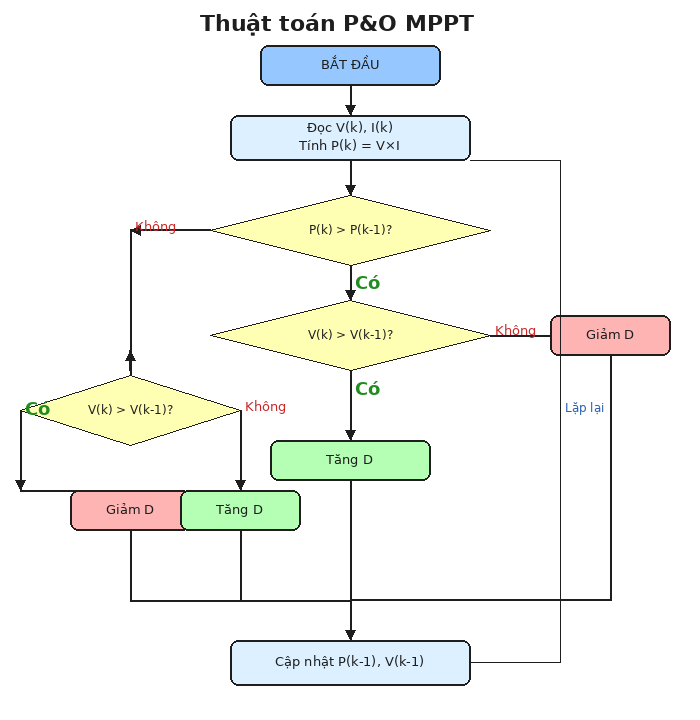 Thuật toán P&O MPPT
BẮT ĐẦU
Đọc V(k), I(k)
Tính P(k) = V×I
P(k) > P(k-1)?
Không
Có
V(k) > V(k-1)?
Không
Giảm D
Có
Lặp lại
V(k) > V(k-1)?
Có
Không
Tăng D
Giảm D
Tăng D
Cập nhật P(k-1), V(k-1)